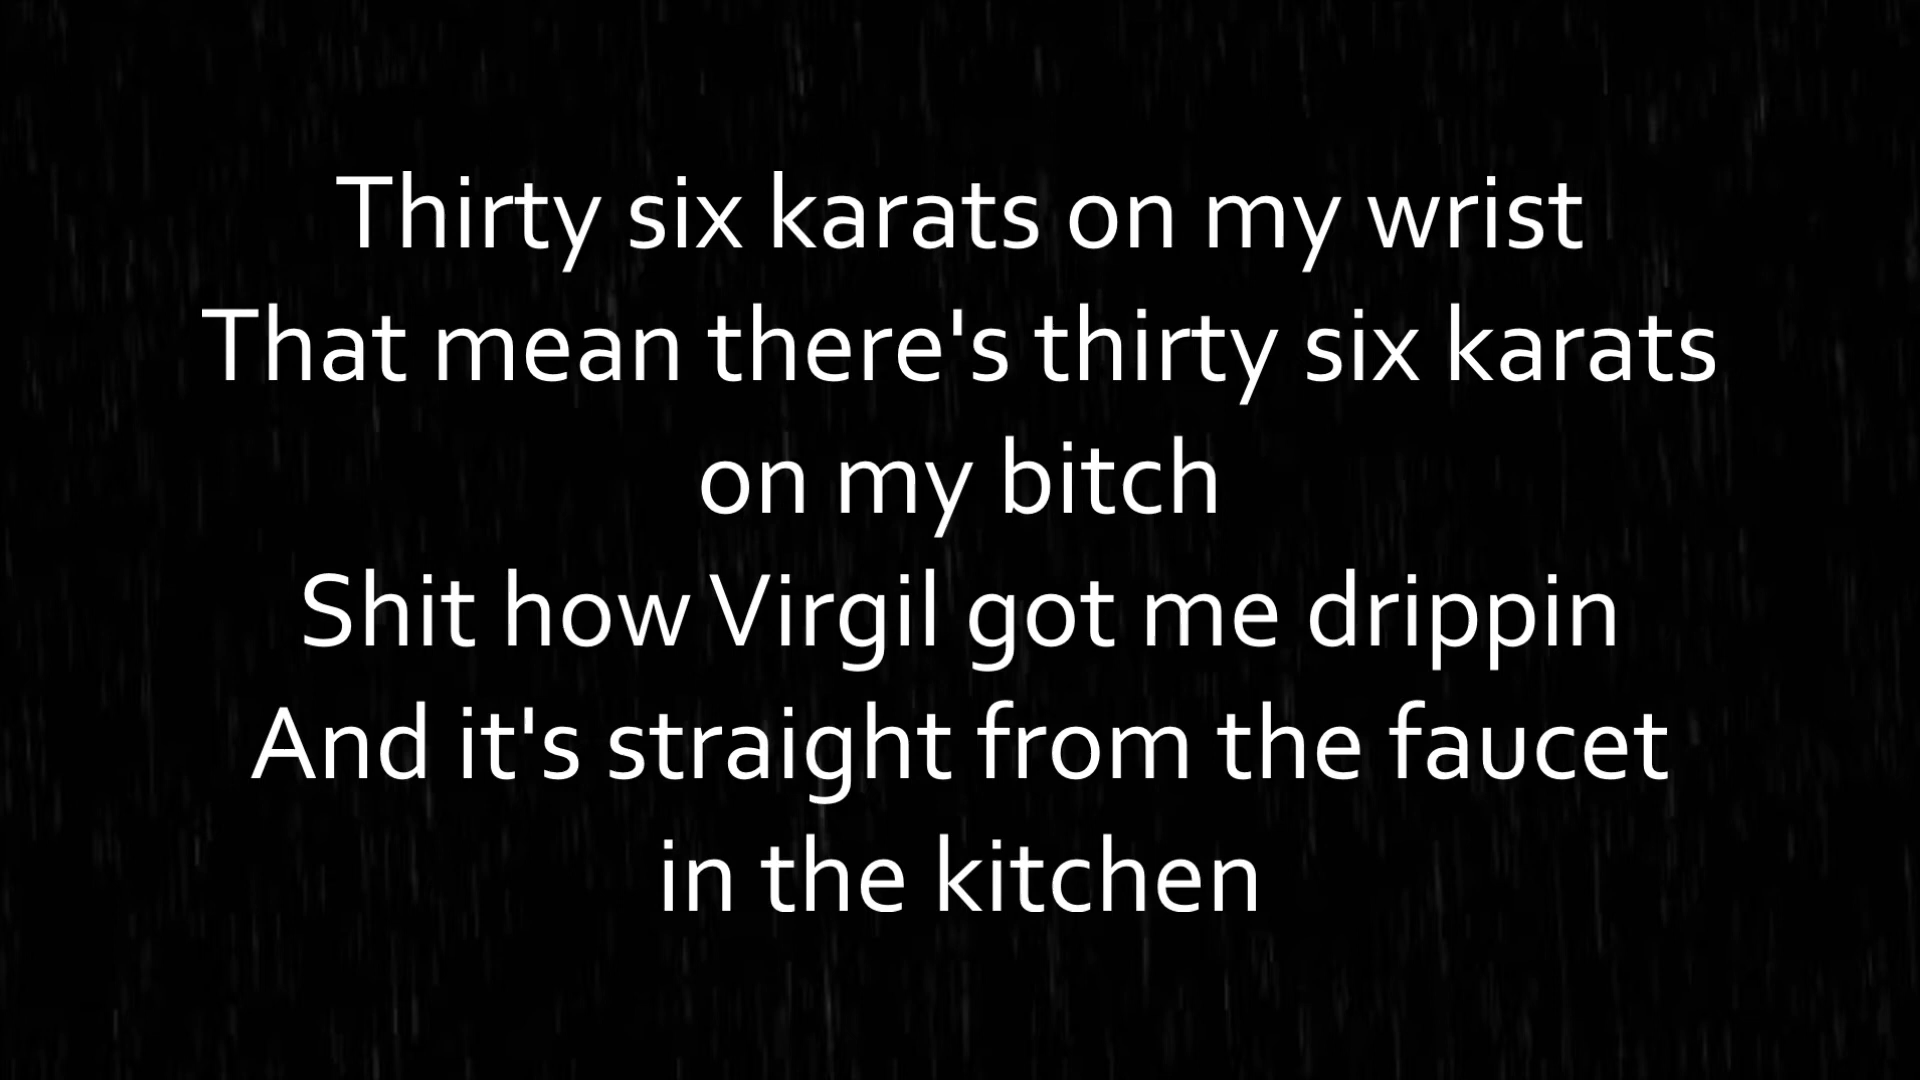 Thirty six karats on my wrist
That mean there's thirty six karats
on my bitch
Shit how Virgil got me drippin
And it's straight from the faucet
in the kitchen